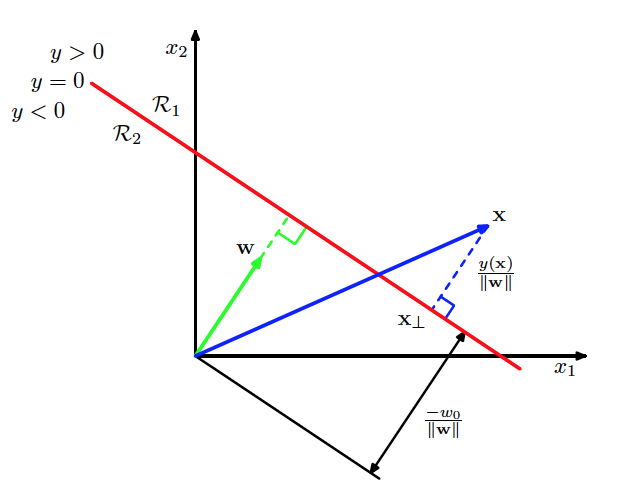 y > 0
x₂
y = 0
R₁
y < 0
R₂
x
w
y(x)
‖w‖
x⊥
x₁
−w₀
‖w‖